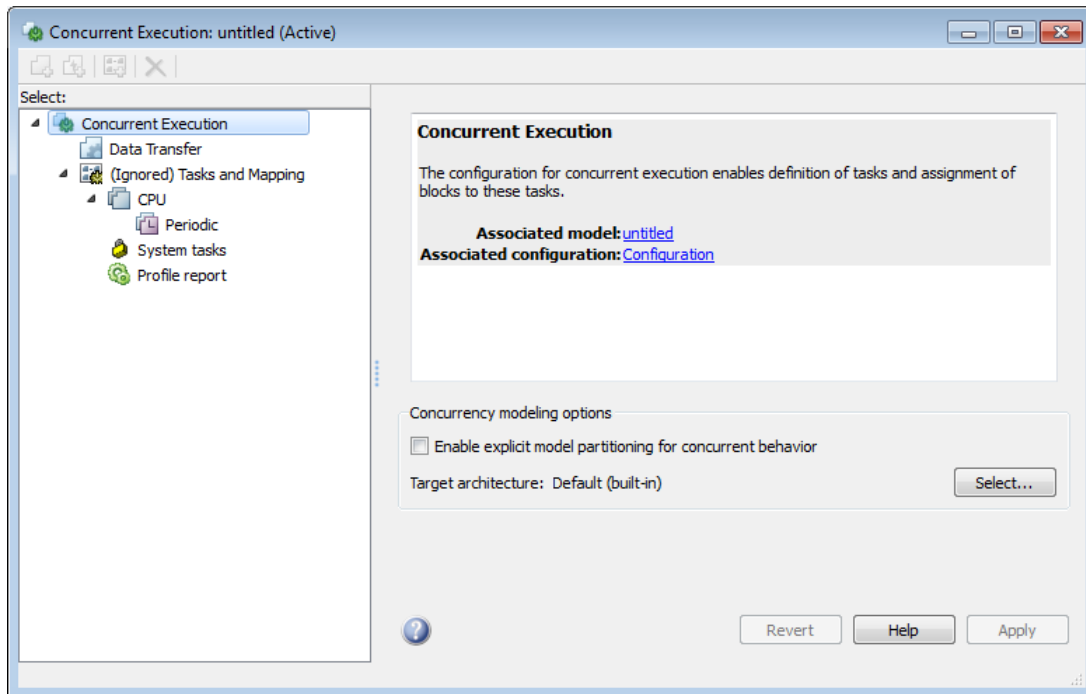 Concurrent Execution: untitled (Active)
Select:
Concurrent Execution
Data Transfer
(Ignored) Tasks and Mapping
CPU
Periodic
System tasks
Profile report
Concurrent Execution
The configuration for concurrent execution enables definition of tasks and assignment of
blocks to these tasks.
Associated model: untitled
Associated configuration: Configuration
Concurrency modeling options
Enable explicit model partitioning for concurrent behavior
Target architecture: Default (built-in)
Select...
Revert
Help
Apply